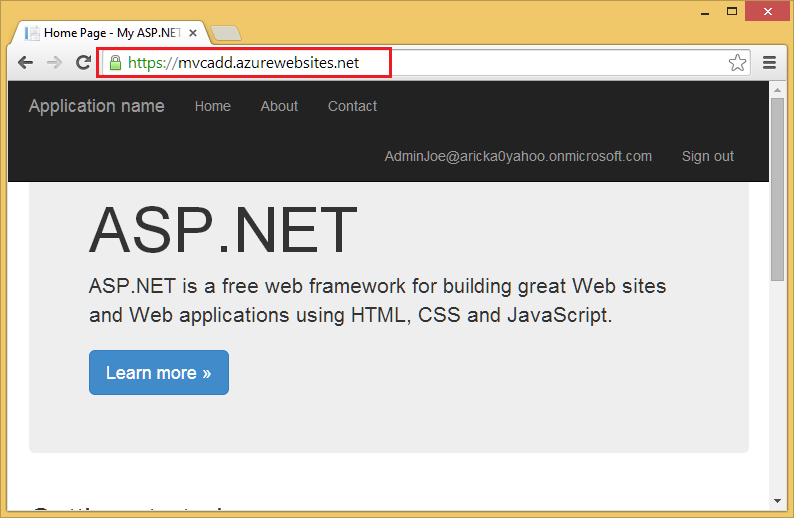 Home Page - My ASP.NET
https://mvcadd.azurewebsites.net
Application name Home About Contact
AdminJoe@aricka0yahoo.onmicrosoft.com Sign out
ASP.NET
ASP.NET is a free web framework for building great Web sites
and Web applications using HTML, CSS and JavaScript.
Learn more »